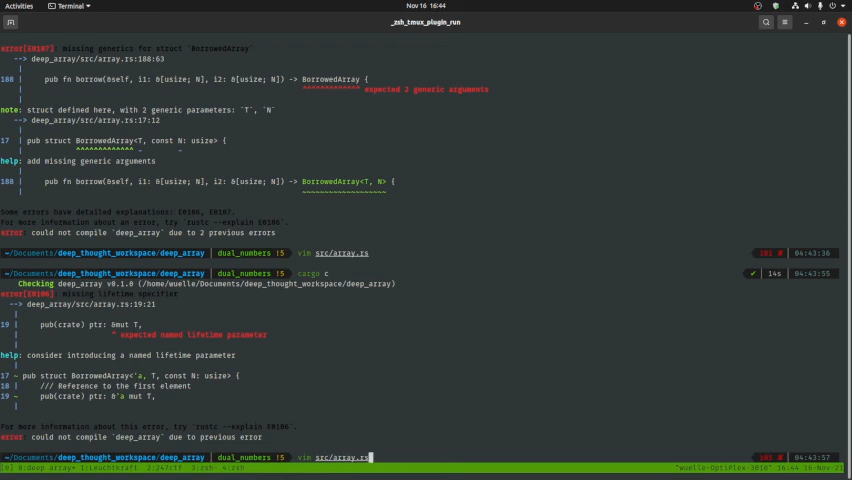 Activities
Terminal
Nov 16 16:44
_zsh_tmux_plugin_run
error[E0107]: missing generics for struct `BorrowedArray`
--> deep_array/src/array.rs:188:63
|
188 | pub fn borrow(&self, i1: &[usize; N], i2: &[usize; N]) -> BorrowedArray {
| ^^^^^^^^^^^^^ expected 2 generic arguments
|
note: struct defined here, with 2 generic parameters: `T`, `N`
--> deep_array/src/array.rs:17:12
|
17 | pub struct BorrowedArray<T, const N: usize> {
| ^^^^^^^^^^^^^ - -
help: add missing generic arguments
|
188 | pub fn borrow(&self, i1: &[usize; N], i2: &[usize; N]) -> BorrowedArray<T, N> {
| ~~~~~~~~~~~~~~~~~~~
Some errors have detailed explanations: E0106, E0107.
For more information about an error, try `rustc --explain E0106`.
error: could not compile `deep_array` due to 2 previous errors
~/Documents/deep_thought_workspace/deep_array | dual_numbers !5 vim src/array.rs 101 ✘ | 04:43:36
~/Documents/deep_thought_workspace/deep_array | dual_numbers !5 cargo c ✔ | 14s | 04:43:55
Checking deep_array v0.1.0 (/home/wuelle/Documents/deep_thought_workspace/deep_array)
error[E0106]: missing lifetime specifier
--> deep_array/src/array.rs:19:21
|
19 | pub(crate) ptr: &mut T,
| ^ expected named lifetime parameter
|
help: consider introducing a named lifetime parameter
|
17 ~ pub struct BorrowedArray<'a, T, const N: usize> {
18 | /// Reference to the first element
19 ~ pub(crate) ptr: &'a mut T,
|
For more information about this error, try `rustc --explain E0106`.
error: could not compile `deep_array` due to previous error
~/Documents/deep_thought_workspace/deep_array | dual_numbers !5 vim src/array.rs 101 ✘ | 04:43:57
[0] 0:deep array* 1:Leuchtkraft 2:247ctf 3:zsh- 4:zsh "wuelle-OptiPlex-3010" 16:44 16-Nov-21